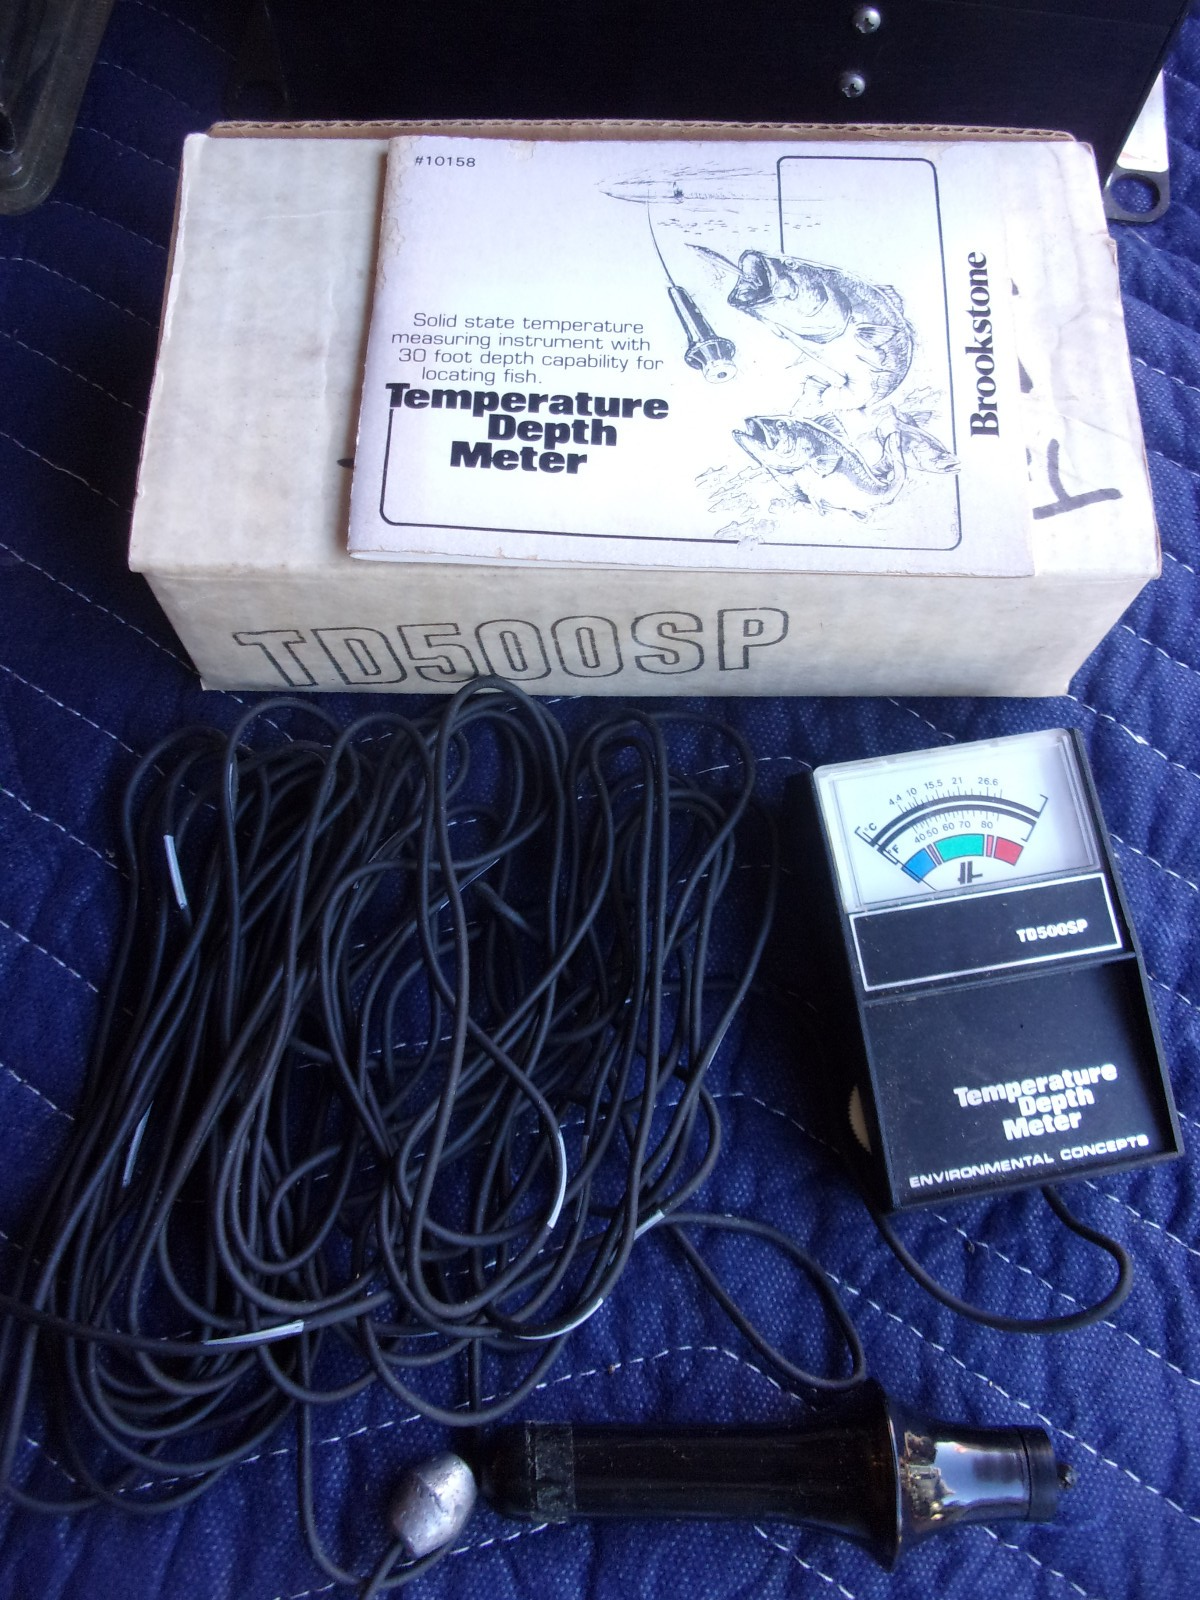 #10158
Solid state temperature
measuring instrument with
30 foot depth capability for
locating fish.
Temperature
Depth
Meter
Brookstone
TD500SP
4.4 10 15.5 21 26.6
°C
°F
40 50 60 70 80
TD500SP
Temperature
Depth
Meter
ENVIRONMENTAL CONCEPTS